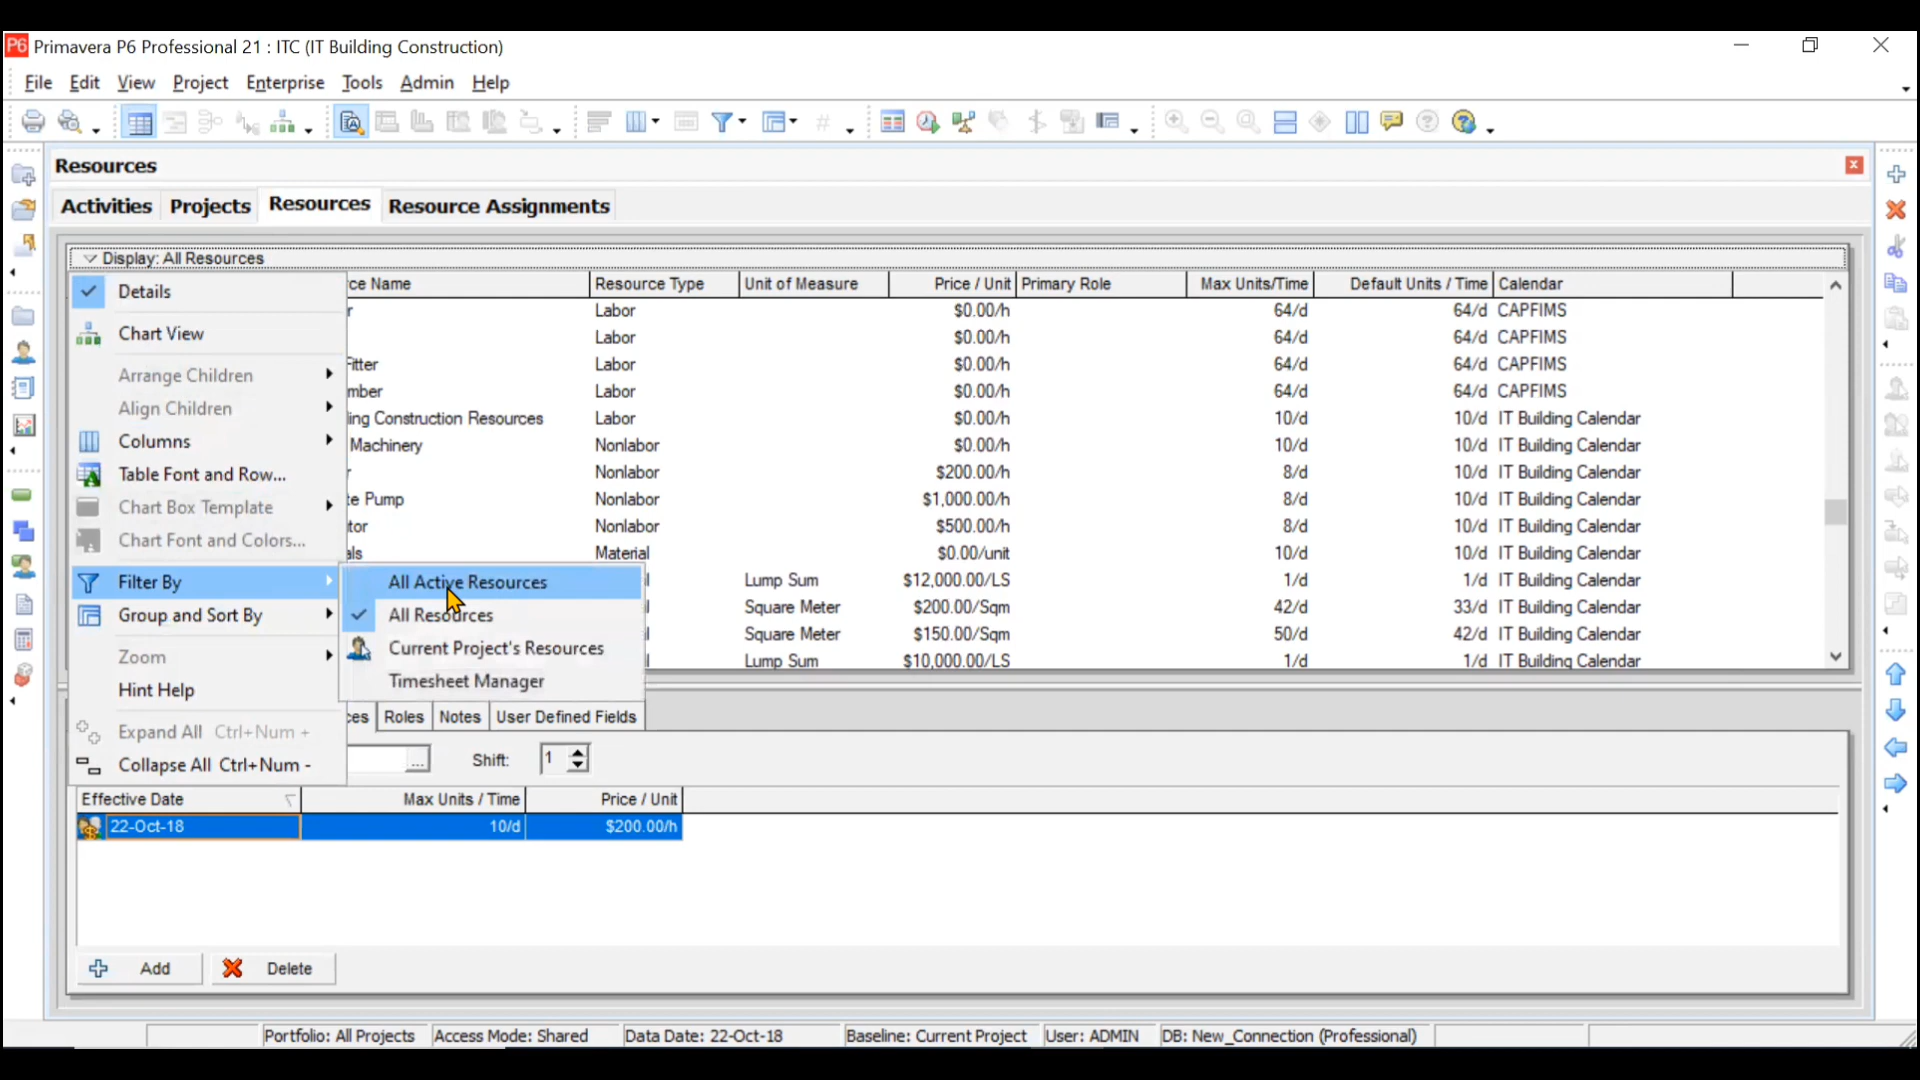 P6 Primavera P6 Professional 21 : ITC (IT Building Construction)
File Edit View Project Enterprise Tools Admin Help
Resources
Activities Projects Resources Resource Assignments
Display: All Resources
ce Name Resource Type Unit of Measure Price / Unit Primary Role Max Units/Time Default Units / Time Calendar
r Labor $0.00/h 64/d 64/d CAPFIMS
Labor $0.00/h 64/d 64/d CAPFIMS
Fitter Labor $0.00/h 64/d 64/d CAPFIMS
mber Labor $0.00/h 64/d 64/d CAPFIMS
ing Construction Resources Labor $0.00/h 10/d 10/d IT Building Calendar
Machinery Nonlabor $0.00/h 10/d 10/d IT Building Calendar
r Nonlabor $200.00/h 8/d 10/d IT Building Calendar
te Pump Nonlabor $1,000.00/h 8/d 10/d IT Building Calendar
tor Nonlabor $500.00/h 8/d 10/d IT Building Calendar
als Material $0.00/unit 10/d 10/d IT Building Calendar
l Lump Sum $12,000.00/LS 1/d 1/d IT Building Calendar
l Square Meter $200.00/Sqm 42/d 33/d IT Building Calendar
l Square Meter $150.00/Sqm 50/d 42/d IT Building Calendar
l Lump Sum $10,000.00/LS 1/d 1/d IT Building Calendar
Details
Chart View
Arrange Children
Align Children
Columns
Table Font and Row...
Chart Box Template
Chart Font and Colors...
Filter By
Group and Sort By
Zoom
Hint Help
Expand All Ctrl+Num +
Collapse All Ctrl+Num -
All Active Resources
All Resources
Current Project's Resources
Timesheet Manager
ces Roles Notes User Defined Fields
... Shift: 1
Effective Date Max Units / Time Price / Unit
22-Oct-18 10/d $200.00/h
Add Delete
Portfolio: All Projects Access Mode: Shared Data Date: 22-Oct-18 Baseline: Current Project User: ADMIN DB: New_Connection (Professional)